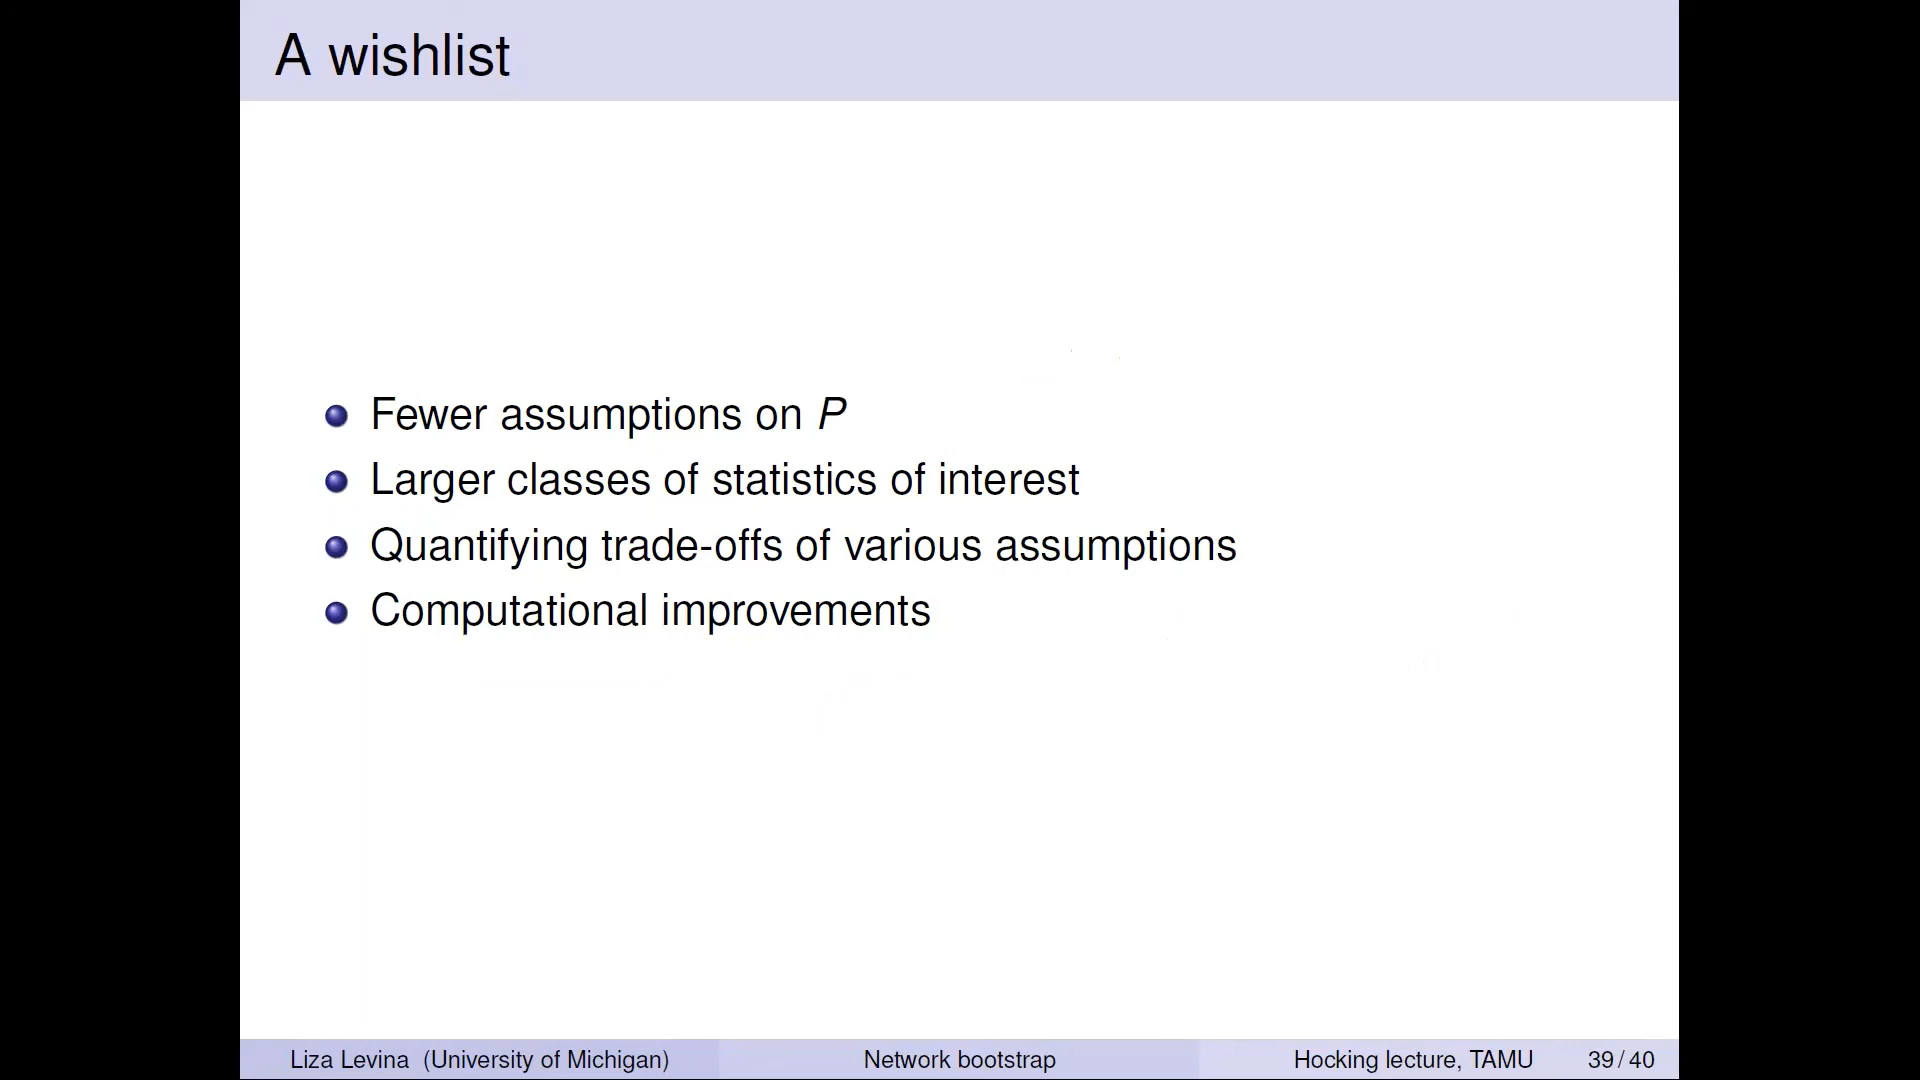 A wishlist
Fewer assumptions on P
Larger classes of statistics of interest
Quantifying trade-offs of various assumptions
Computational improvements
Liza Levina (University of Michigan) Network bootstrap Hocking lecture, TAMU 39 / 40